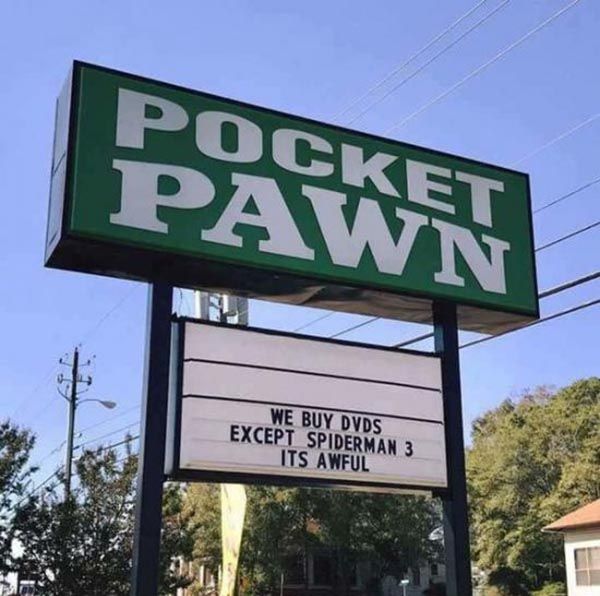 POCKET
PAWN
WE BUY DVDS
EXCEPT SPIDERMAN 3
ITS AWFUL